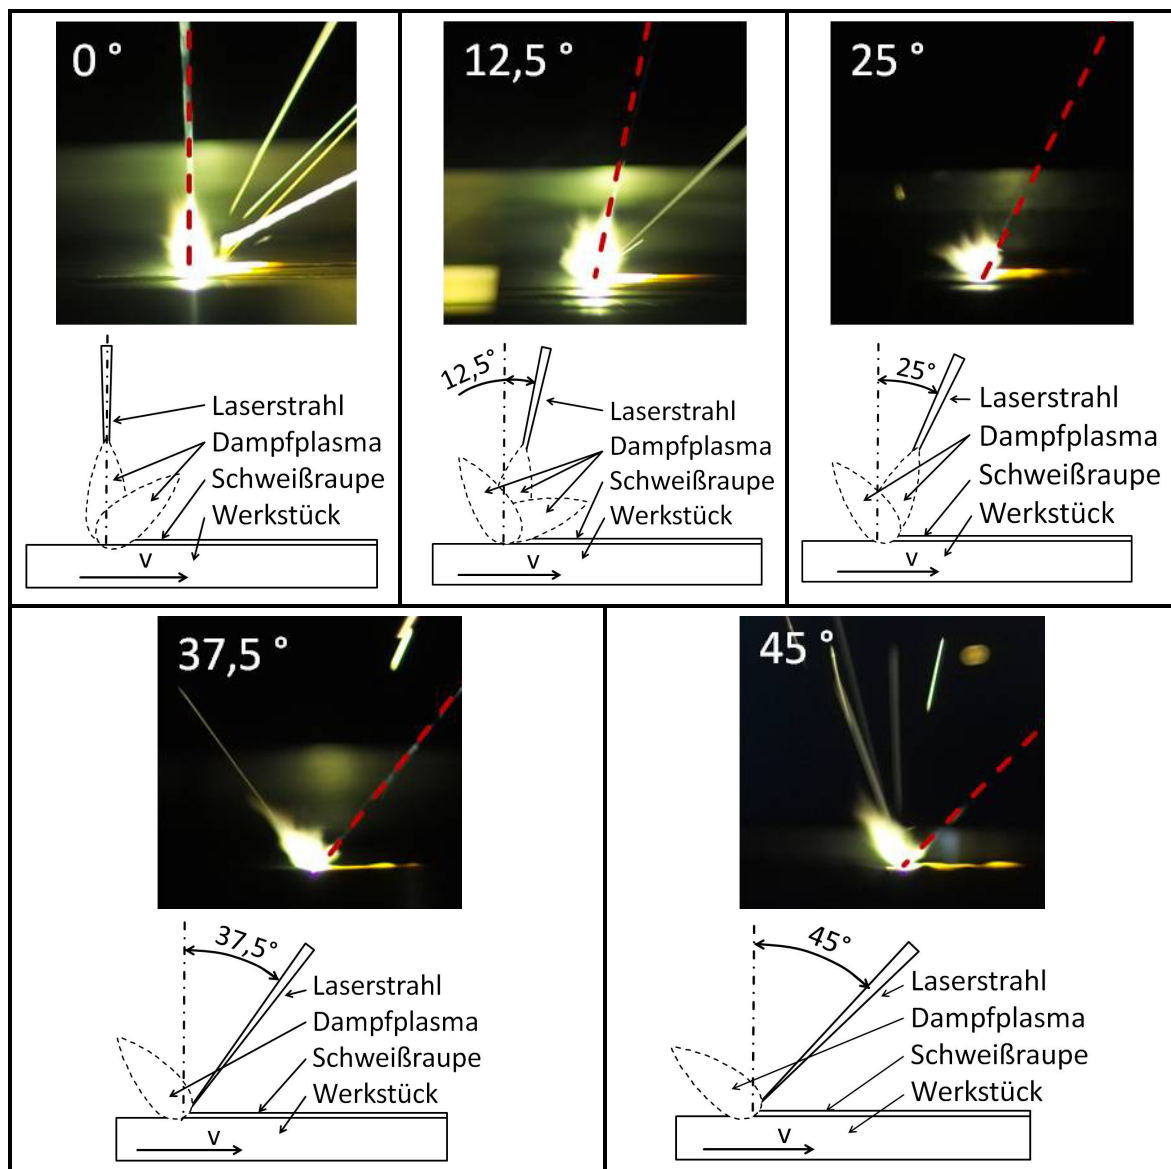 0 °
12,5 °
25 °
Laserstrahl
Dampfplasma
Schweißraupe
Werkstück
v
12,5°
Laserstrahl
Dampfplasma
Schweißraupe
Werkstück
v
25°
Laserstrahl
Dampfplasma
Schweißraupe
Werkstück
v
37,5 °
45 °
37,5°
Laserstrahl
Dampfplasma
Schweißraupe
Werkstück
v
45°
Laserstrahl
Dampfplasma
Schweißraupe
Werkstück
v